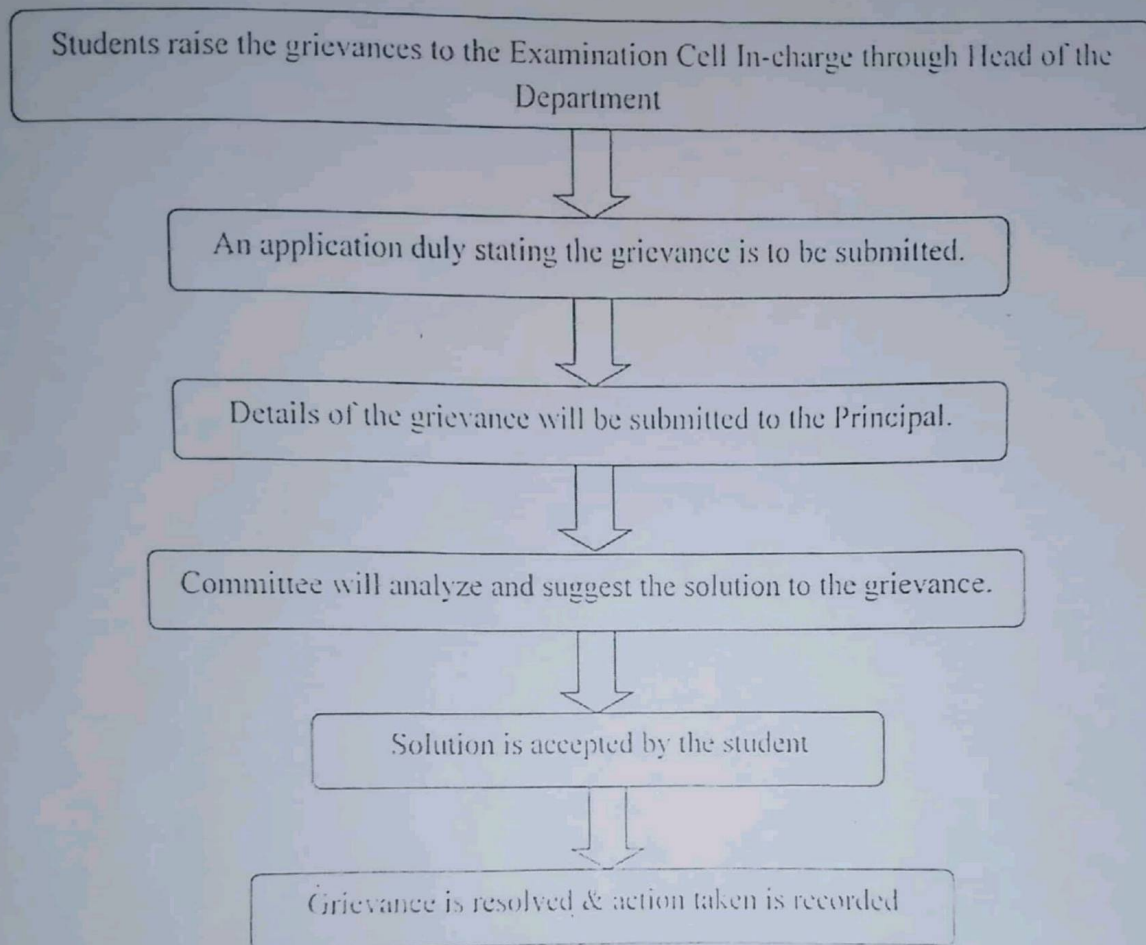 Students raise the grievances to the Examination Cell In-charge through Head of the
Department
An application duly stating the grievance is to be submitted.
Details of the grievance will be submitted to the Principal.
Committee will analyze and suggest the solution to the grievance.
Solution is accepted by the student
Grievance is resolved & action taken is recorded